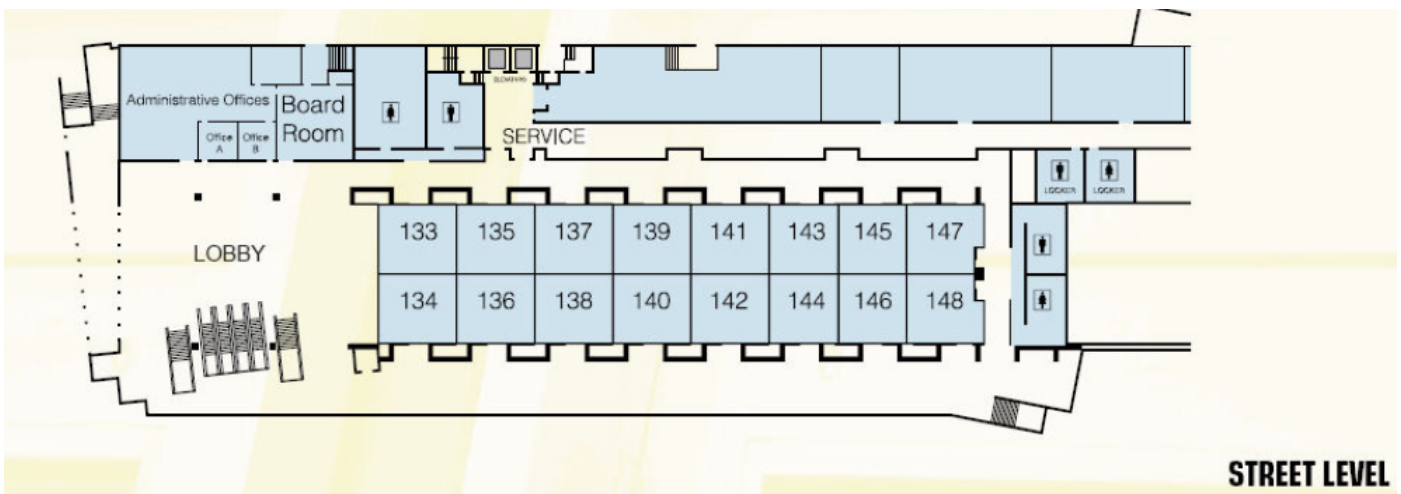 Administrative Offices
Board
Room
Office
A
Office
B
ELEVATORS
SERVICE
LOCKER
LOCKER
LOBBY
133
135
137
139
141
143
145
147
134
136
138
140
142
144
146
148
STREET LEVEL